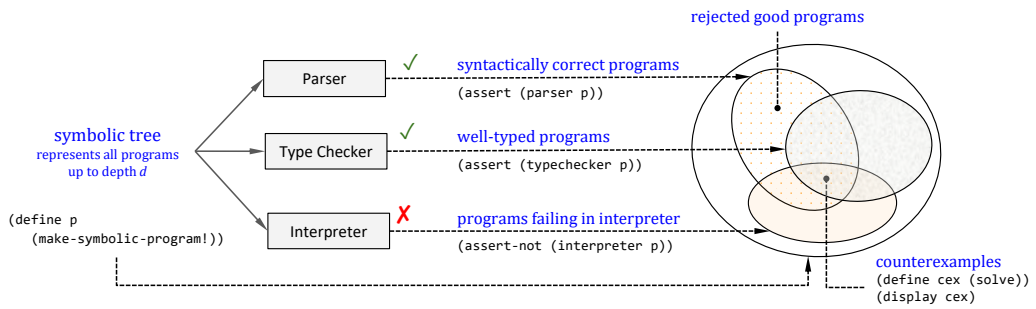 rejected good programs
✓
Parser
syntactically correct programs
(assert (parser p))
symbolic tree
represents all programs
up to depth d
✓
Type Checker
well-typed programs
(assert (typechecker p))
(define p
(make-symbolic-program!))
✗
Interpreter
programs failing in interpreter
(assert-not (interpreter p))
counterexamples
(define cex (solve))
(display cex)